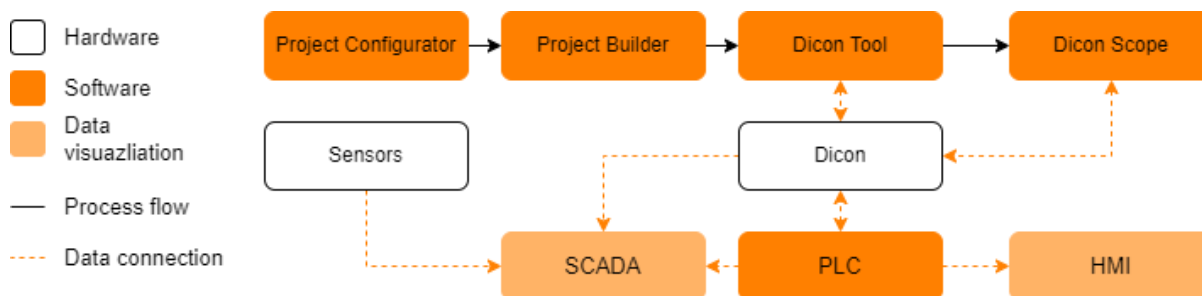 Hardware
Software
Data
visuazliation
Process flow
Data connection
Project Configurator
Project Builder
Dicon Tool
Dicon Scope
Sensors
Dicon
SCADA
PLC
HMI